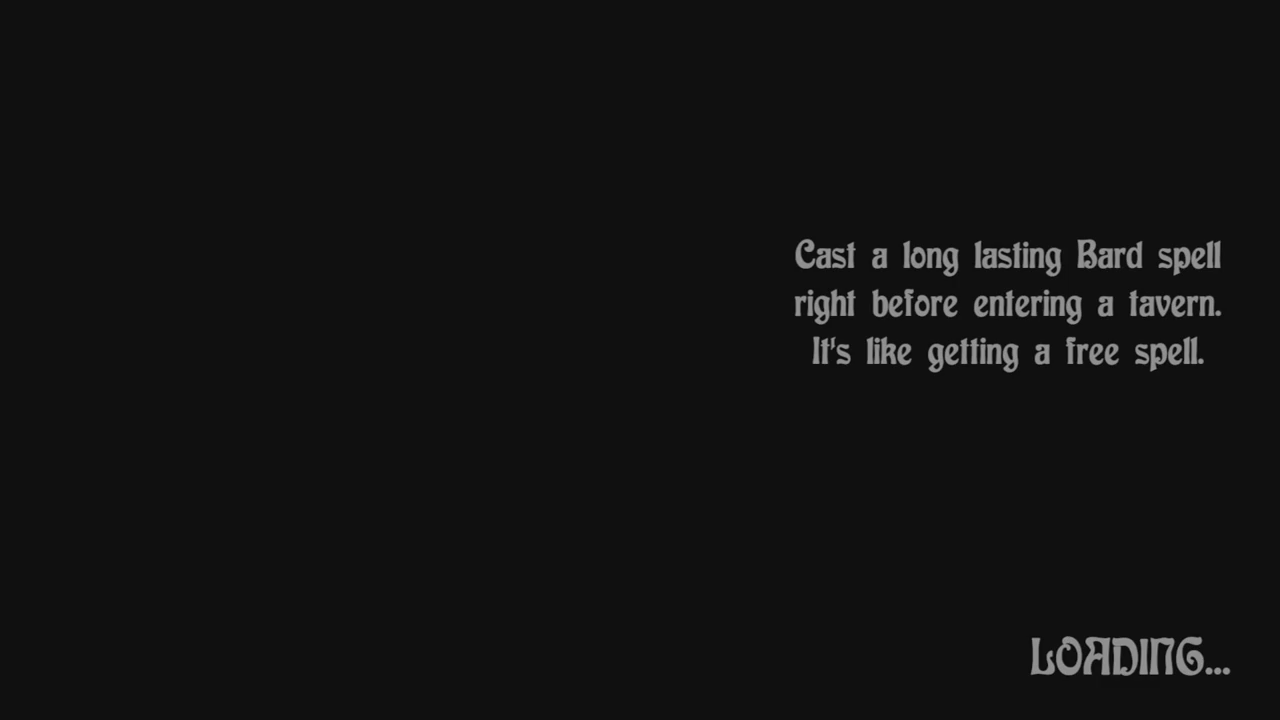 Cast a long lasting Bard spell
right before entering a tavern.
It's like getting a free spell.
LOADING...